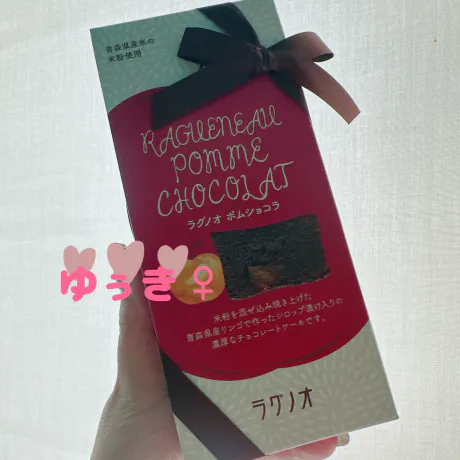 青森県産米の
米粉使用
RAGUENEAU
POMME
CHOCOLAT
ラグノオ ポムショコラ
ゆぅき♀
米粉を混ぜ込み焼き上げた
青森県産リンゴで作ったシロップ漬け入りの
濃厚なチョコレートケーキです。
ラグノオ